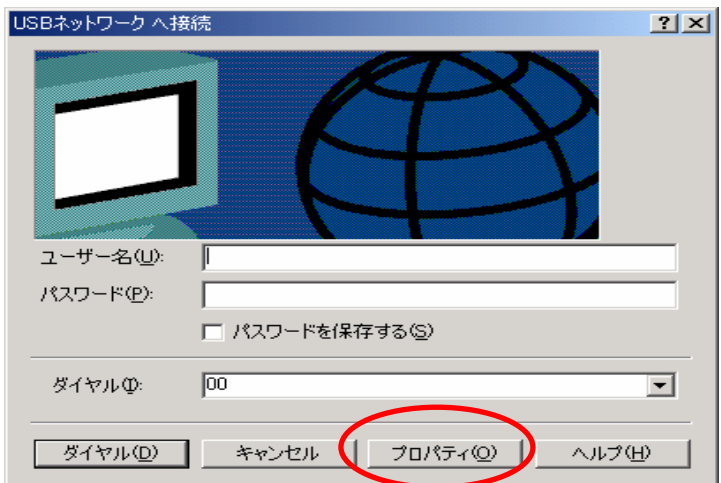 USBネットワーク へ接続
ユーザー名(U):
パスワード(P):
パスワードを保存する(S)
ダイヤル(I):
00
ダイヤル(D) キャンセル プロパティ(O) ヘルプ(H)